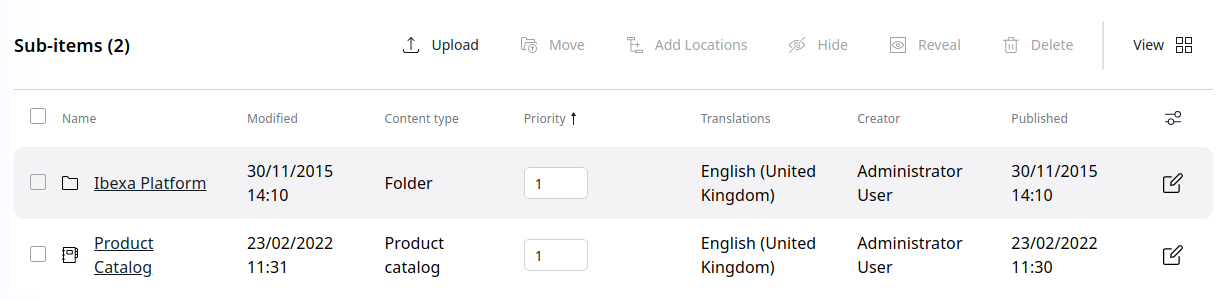 Sub-items (2)
Upload
Move
Add Locations
Hide
Reveal
Delete
View
Name
Modified
Content type
Priority
Translations
Creator
Published
Ibexa Platform
30/11/2015
14:10
Folder
1
English (United
Kingdom)
Administrator
User
30/11/2015
14:10
Product
Catalog
23/02/2022
11:31
Product
catalog
1
English (United
Kingdom)
Administrator
User
23/02/2022
11:30